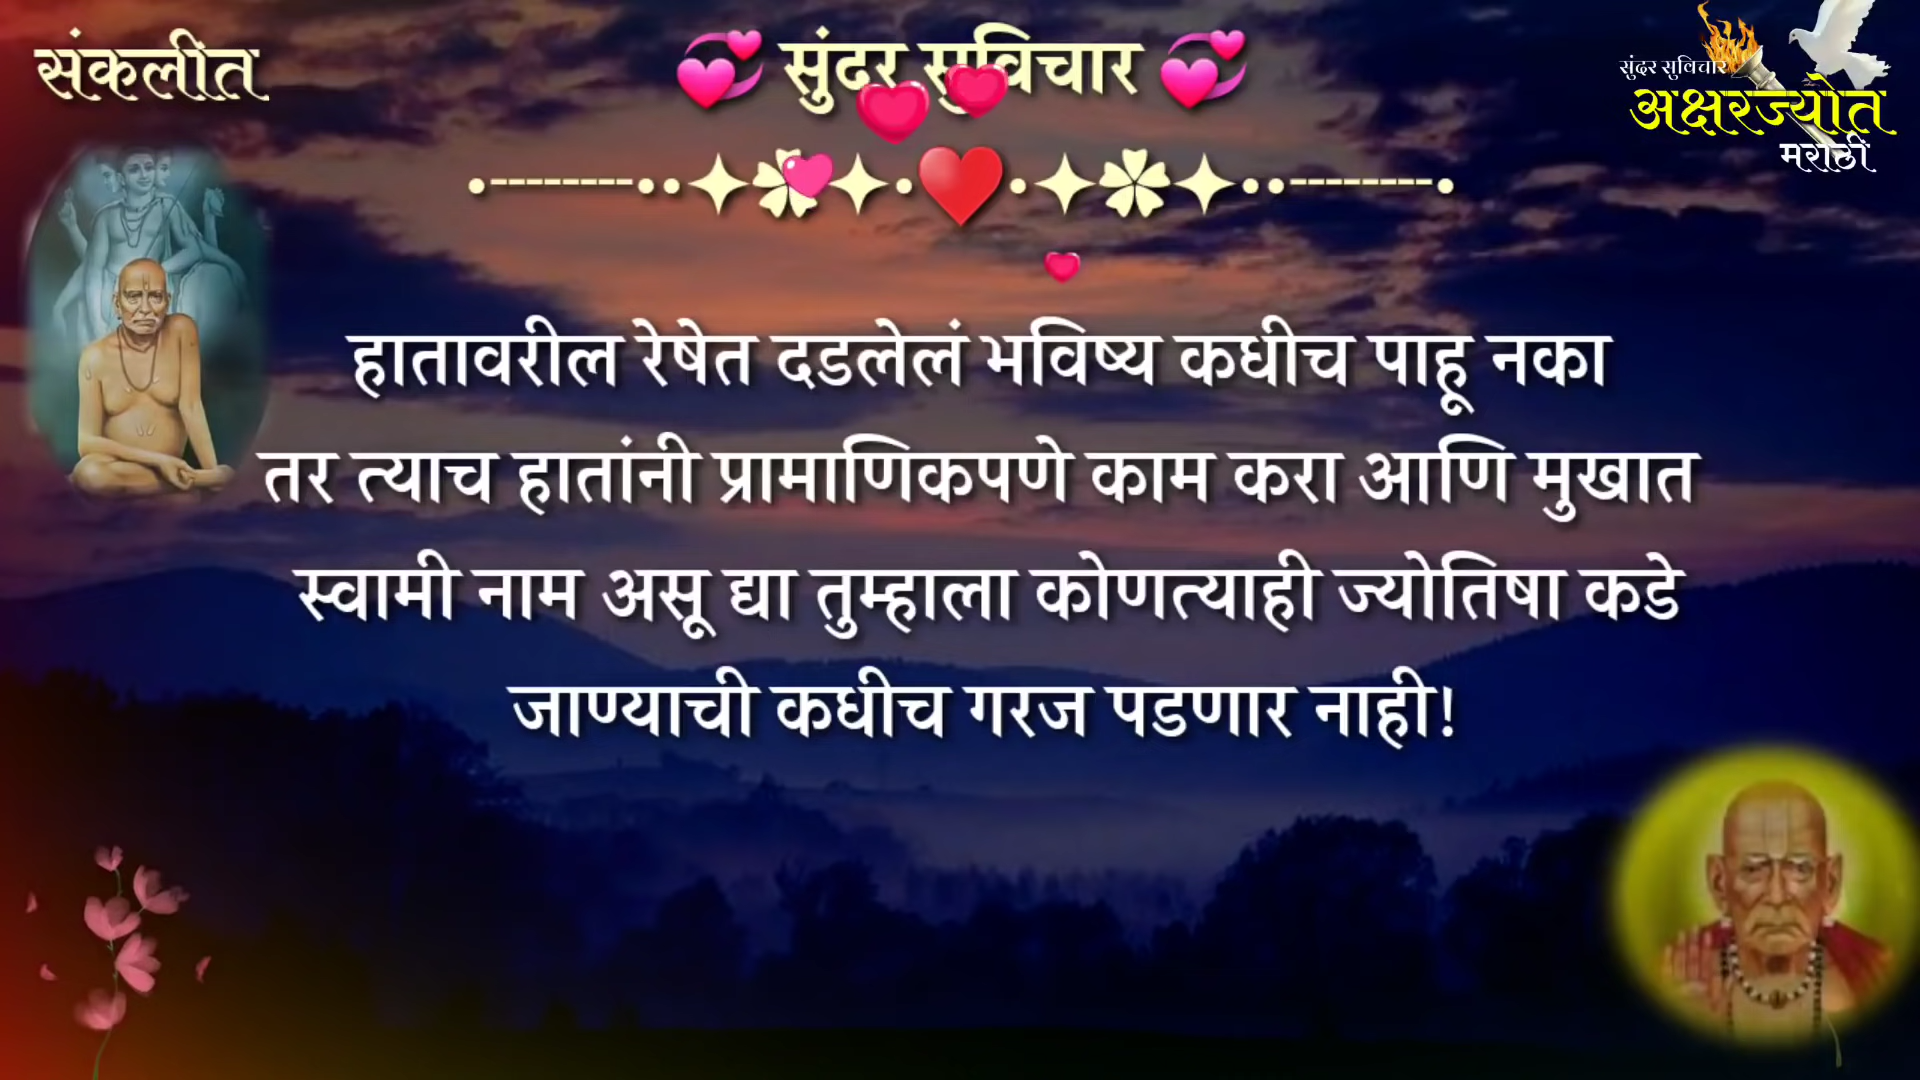 संकलीत
💞 सुंदर सुविचार 💞
सुंदर सुविचार
अक्षरज्योत
मराठी
हातावरील रेषेत दडलेलं भविष्य कधीच पाहू नका
तर त्याच हातांनी प्रामाणिकपणे काम करा आणि मुखात
स्वामी नाम असू द्या तुम्हाला कोणत्याही ज्योतिषा कडे
जाण्याची कधीच गरज पडणार नाही!